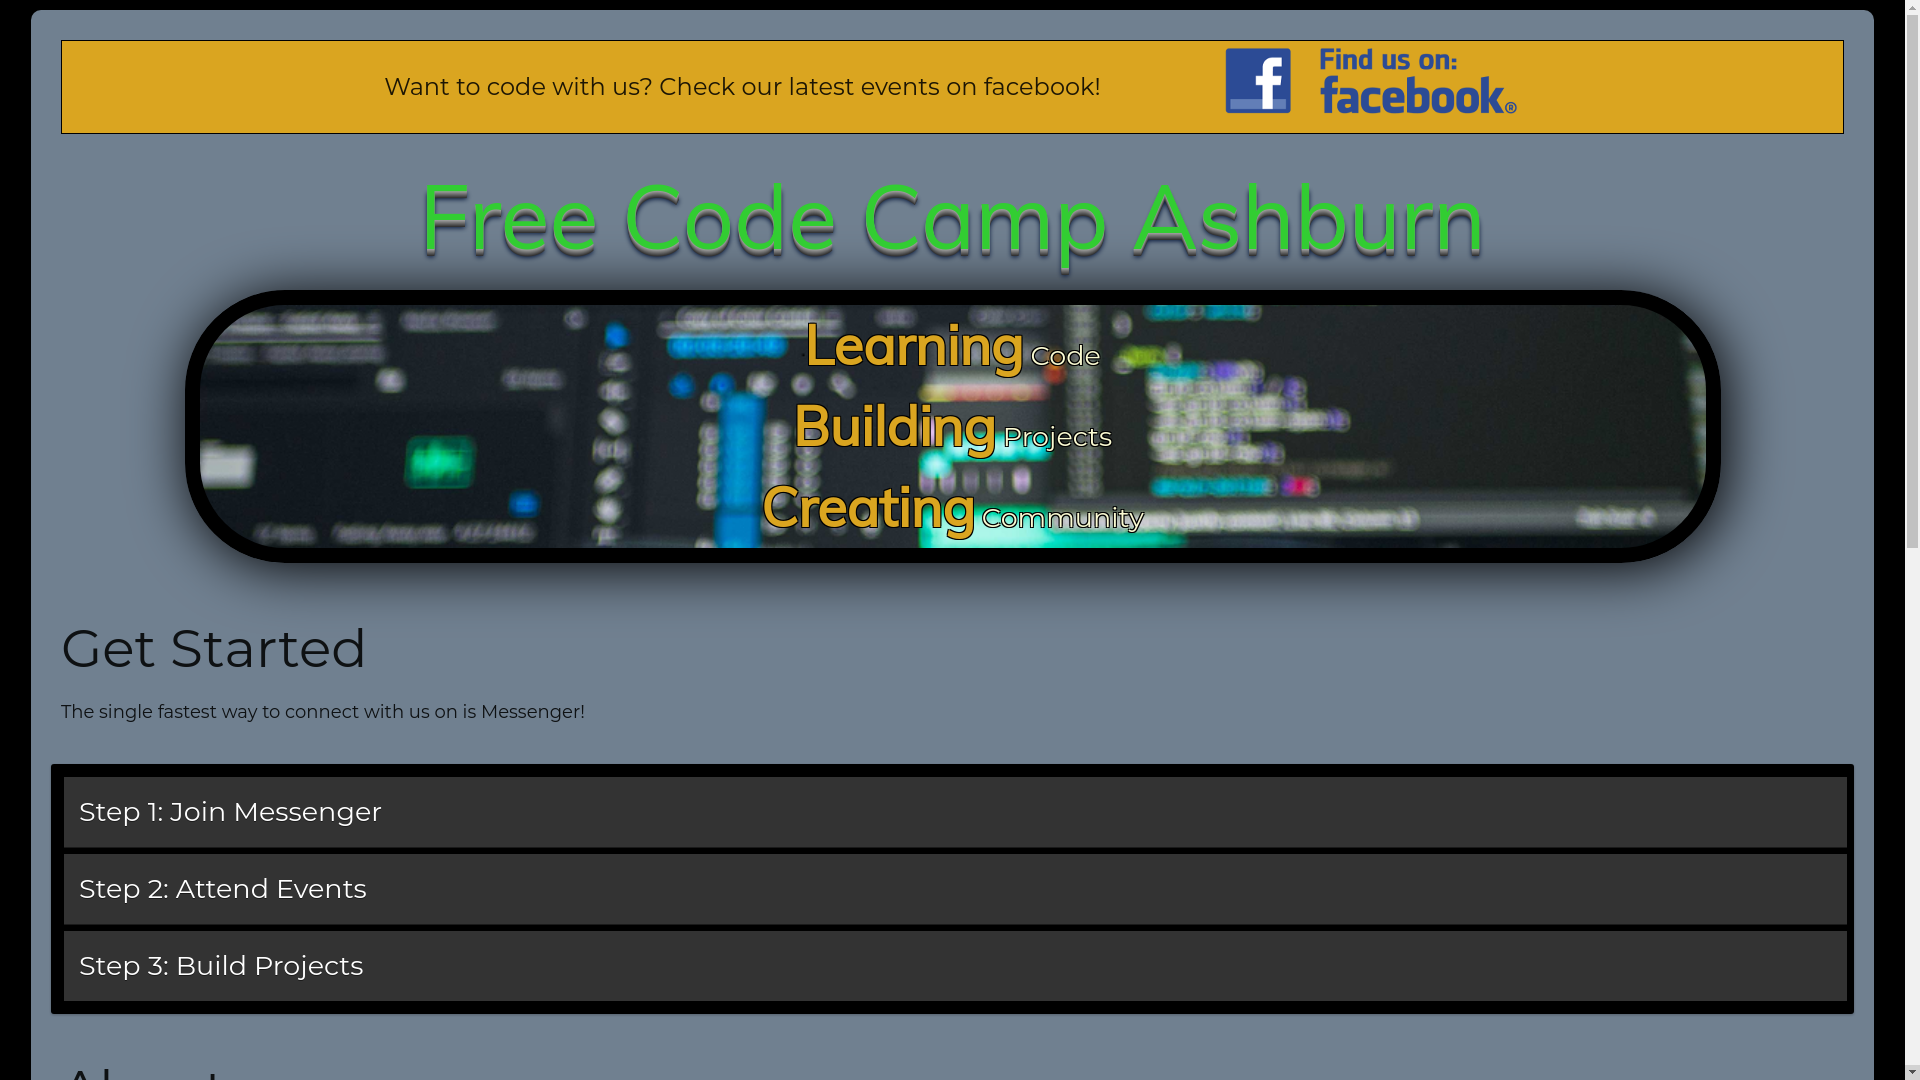 Want to code with us? Check our latest events on facebook!
Find us on:
facebook®
Free Code Camp Ashburn
Learning Code
Building Projects
Creating Community
Get Started
The single fastest way to connect with us on is Messenger!
Step 1: Join Messenger
Step 2: Attend Events
Step 3: Build Projects